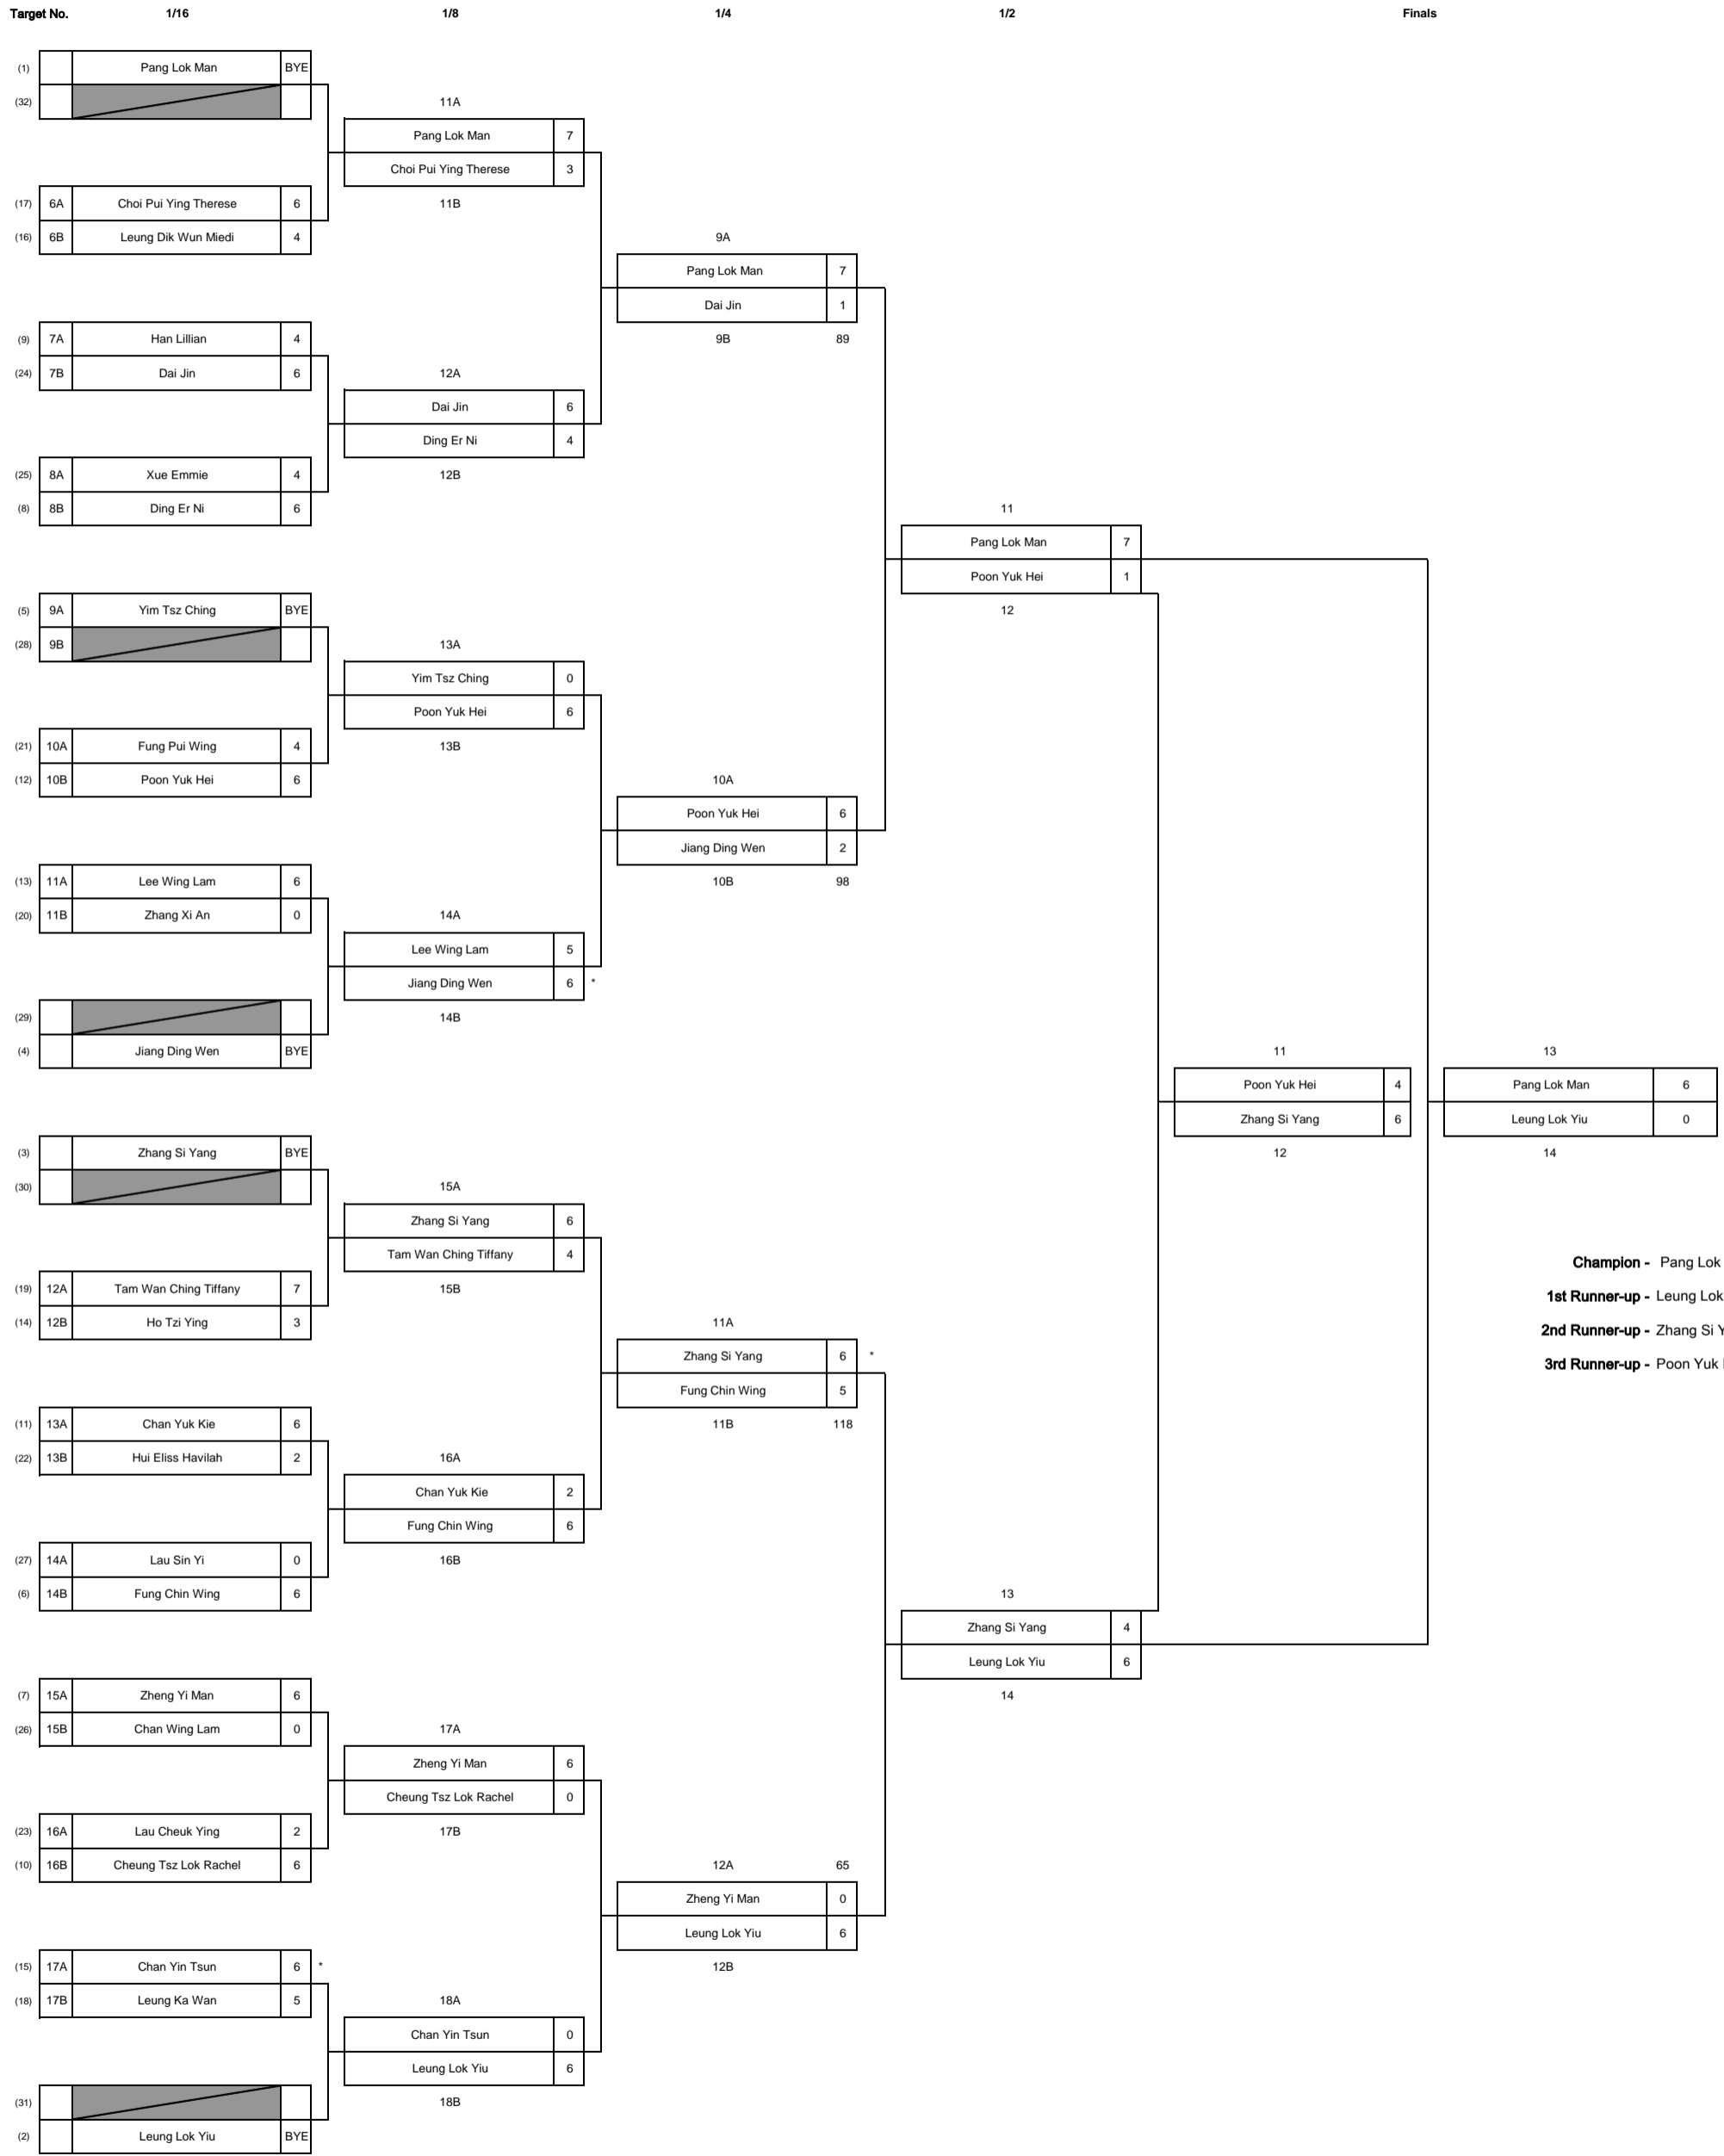 Target No. 1/16 1/8 1/4 1/2 Finals
(1) Pang Lok Man BYE
(32) 11A
Pang Lok Man 7
Choi Pui Ying Therese 3
(17) 6A Choi Pui Ying Therese 6 11B
(16) 6B Leung Dik Wun Miedi 4 9A
Pang Lok Man 7
Dai Jin 1
(9) 7A Han Lillian 4 9B 89
(24) 7B Dai Jin 6 12A
Dai Jin 6
Ding Er Ni 4
(25) 8A Xue Emmie 4 12B
(8) 8B Ding Er Ni 6 11
Pang Lok Man 7
Poon Yuk Hei 1
(5) 9A Yim Tsz Ching BYE 12
(28) 9B 13A
Yim Tsz Ching 0
Poon Yuk Hei 6
(21) 10A Fung Pui Wing 4 13B
(12) 10B Poon Yuk Hei 6 10A
Poon Yuk Hei 6
Jiang Ding Wen 2
(13) 11A Lee Wing Lam 6 10B 98
(20) 11B Zhang Xi An 0 14A
Lee Wing Lam 5
Jiang Ding Wen 6 *
(29) 14B
(4) Jiang Ding Wen BYE 11 13
Poon Yuk Hei 4 Pang Lok Man 6
Zhang Si Yang 6 Leung Lok Yiu 0
(3) Zhang Si Yang BYE 12 14
(30) 15A
Zhang Si Yang 6
Tam Wan Ching Tiffany 4 Champion - Pang Lok
(19) 12A Tam Wan Ching Tiffany 7 15B 1st Runner-up - Leung Lok
(14) 12B Ho Tzi Ying 3 11A 2nd Runner-up - Zhang Si Y
Zhang Si Yang 6 * 3rd Runner-up - Poon Yuk
Fung Chin Wing 5
(11) 13A Chan Yuk Kie 6 11B 118
(22) 13B Hui Eliss Havilah 2 16A
Chan Yuk Kie 2
Fung Chin Wing 6
(27) 14A Lau Sin Yi 0 16B
(6) 14B Fung Chin Wing 6 13
Zhang Si Yang 4
Leung Lok Yiu 6
(7) 15A Zheng Yi Man 6 14
(26) 15B Chan Wing Lam 0 17A
Zheng Yi Man 6
Cheung Tsz Lok Rachel 0
(23) 16A Lau Cheuk Ying 2 17B
(10) 16B Cheung Tsz Lok Rachel 6 12A 65
Zheng Yi Man 0
Leung Lok Yiu 6
(15) 17A Chan Yin Tsun 6 * 12B
(18) 17B Leung Ka Wan 5 18A
Chan Yin Tsun 0
Leung Lok Yiu 6
(31) 18B
(2) Leung Lok Yiu BYE